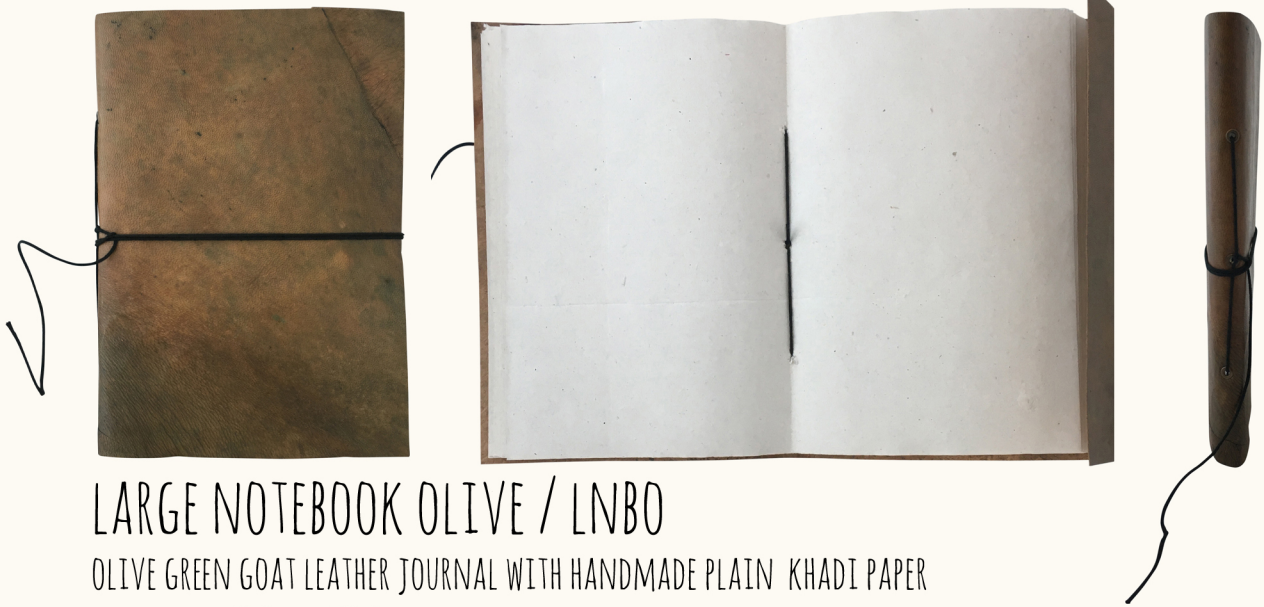 LARGE NOTEBOOK OLIVE / LNBO
OLIVE GREEN GOAT LEATHER JOURNAL WITH HANDMADE PLAIN KHADI PAPER